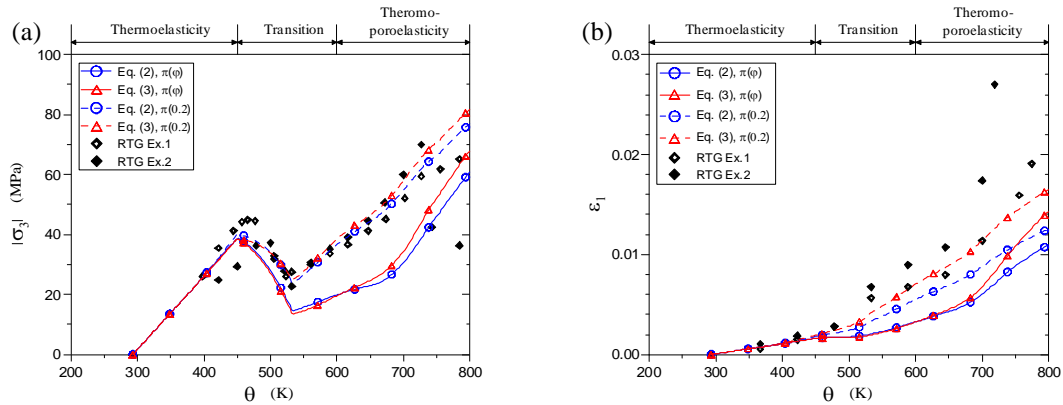 (a)
Thermoelasticity
Transition
Theromo-
poroelasticity
100
80
60
40
20
0
|σ₃| (MPa)
Eq. (2), π(φ)
Eq. (3), π(φ)
Eq. (2), π(0.2)
Eq. (3), π(0.2)
RTG Ex.1
RTG Ex.2
200 300 400 500 600 700 800
θ (K)
(b)
Thermoelasticity
Transition
Theromo-
poroelasticity
0.03
0.02
0.01
0.00
ε₁
Eq. (2), π(φ)
Eq. (3), π(φ)
Eq. (2), π(0.2)
Eq. (3), π(0.2)
RTG Ex.1
RTG Ex.2
200 300 400 500 600 700 800
θ (K)